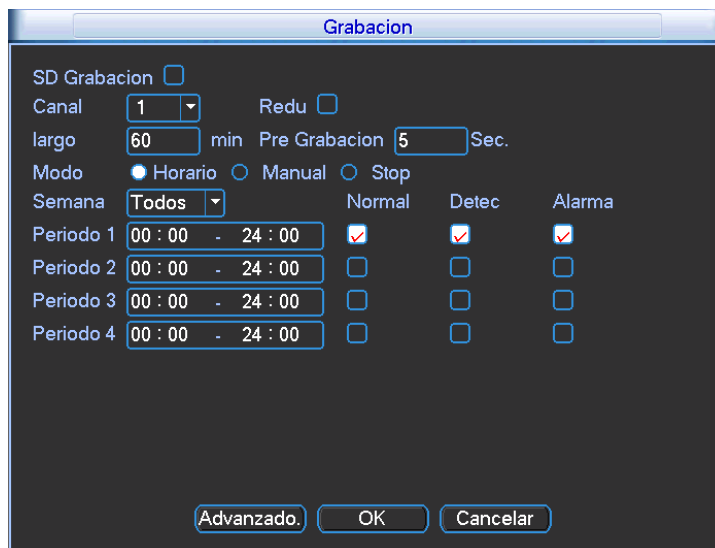 Grabacion
SD Grabacion
Canal 1 Redu
largo 60 min Pre Grabacion 5 Sec.
Modo Horario Manual Stop
Semana Todos Normal Detec Alarma
Periodo 1 00:00 - 24:00
Periodo 2 00:00 - 24:00
Periodo 3 00:00 - 24:00
Periodo 4 00:00 - 24:00
Advanzado. OK Cancelar